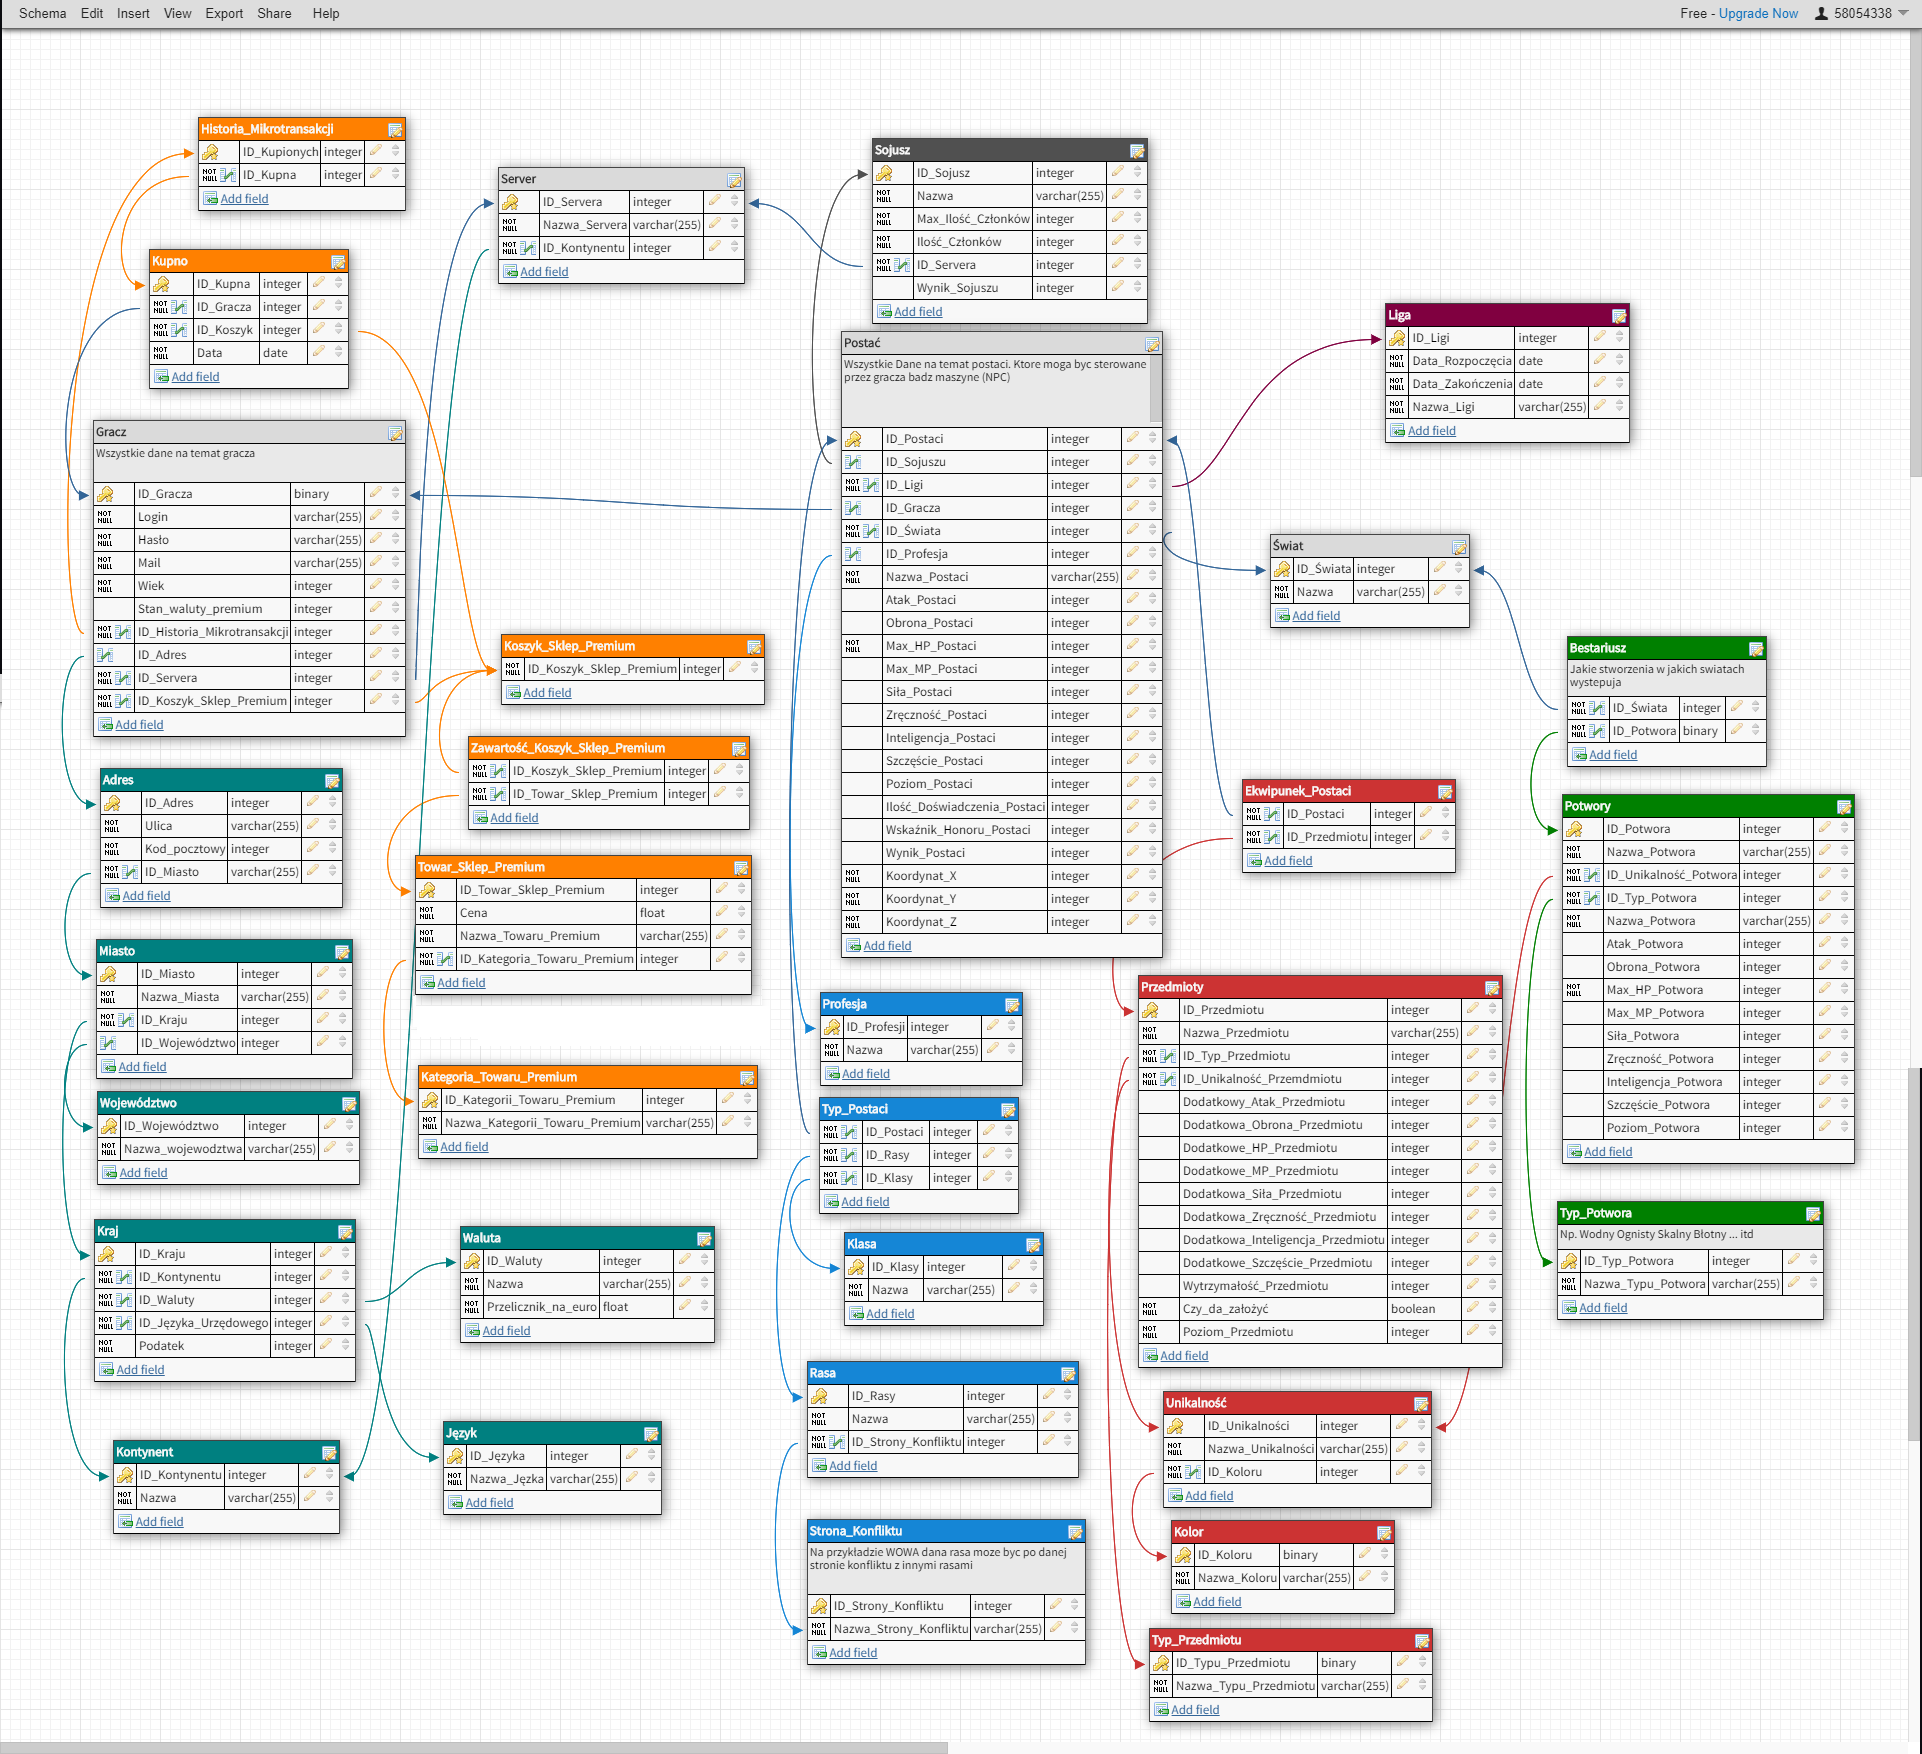 Schema Edit Insert View Export Share Help
Free - Upgrade Now 58054338
Historia_Mikrotransakcji
ID_Kupionych integer
NOT NULL ID_Kupna integer
Add field
Kupno
ID_Kupna integer
NOT NULL ID_Gracza integer
NOT NULL ID_Koszyk integer
NOT NULL Data date
Add field
Gracz
Wszystkie dane na temat gracza
ID_Gracza binary
NOT NULL Login varchar(255)
NOT NULL Hasło varchar(255)
NOT NULL Mail varchar(255)
NOT NULL Wiek integer
Stan_waluty_premium integer
NOT NULL ID_Historia_Mikrotransakcji integer
ID_Adres integer
NOT NULL ID_Servera integer
NOT NULL ID_Koszyk_Sklep_Premium integer
Add field
Adres
ID_Adres integer
NOT NULL Ulica varchar(255)
NOT NULL Kod_pocztowy integer
NOT NULL ID_Miasto varchar(255)
Add field
Miasto
ID_Miasto integer
NOT NULL Nazwa_Miasta varchar(255)
NOT NULL ID_Kraju integer
ID_Województwo integer
Add field
Województwo
ID_Województwo integer
NOT NULL Nazwa_wojewodztwa varchar(255)
Add field
Kraj
ID_Kraju integer
NOT NULL ID_Kontynentu integer
NOT NULL ID_Waluty integer
NOT NULL ID_Języka_Urzędowego integer
NOT NULL Podatek integer
Add field
Kontynent
ID_Kontynentu integer
NOT NULL Nazwa varchar(255)
Add field
Server
ID_Servera integer
NOT NULL Nazwa_Servera varchar(255)
NOT NULL ID_Kontynentu integer
Add field
Koszyk_Sklep_Premium
NOT NULL ID_Koszyk_Sklep_Premium integer
Add field
Zawartość_Koszyk_Sklep_Premium
NOT NULL ID_Koszyk_Sklep_Premium integer
NOT NULL ID_Towar_Sklep_Premium integer
Add field
Towar_Sklep_Premium
ID_Towar_Sklep_Premium integer
NOT NULL Cena float
NOT NULL Nazwa_Towaru_Premium varchar(255)
NOT NULL ID_Kategoria_Towaru_Premium integer
Add field
Kategoria_Towaru_Premium
ID_Kategorii_Towaru_Premium integer
NOT NULL Nazwa_Kategorii_Towaru_Premium varchar(255)
Add field
Waluta
ID_Waluty integer
NOT NULL Nazwa varchar(255)
NOT NULL Przelicznik_na_euro float
Add field
Język
ID_Języka integer
NOT NULL Nazwa_Jęzka varchar(255)
Add field
Sojusz
ID_Sojusz integer
NOT NULL Nazwa varchar(255)
NOT NULL Max_Ilość_Członków integer
NOT NULL Ilość_Członków integer
NOT NULL ID_Servera integer
Wynik_Sojuszu integer
Add field
Postać
Wszystkie Dane na temat postaci. Ktore moga byc sterowane
przez gracza badz maszyne (NPC)
ID_Postaci integer
ID_Sojuszu integer
NOT NULL ID_Ligi integer
ID_Gracza integer
NOT NULL ID_Świata integer
ID_Profesja integer
NOT NULL Nazwa_Postaci varchar(255)
Atak_Postaci integer
Obrona_Postaci integer
NOT NULL Max_HP_Postaci integer
Max_MP_Postaci integer
Siła_Postaci integer
Zręczność_Postaci integer
Inteligencja_Postaci integer
Szczęście_Postaci integer
Poziom_Postaci integer
Ilość_Doświadczenia_Postaci integer
Wskaźnik_Honoru_Postaci integer
Wynik_Postaci integer
NOT NULL Koordynat_X integer
NOT NULL Koordynat_Y integer
NOT NULL Koordynat_Z integer
Add field
Profesja
ID_Profesji integer
NOT NULL Nazwa varchar(255)
Add field
Typ_Postaci
NOT NULL ID_Postaci integer
NOT NULL ID_Rasy integer
NOT NULL ID_Klasy integer
Add field
Klasa
ID_Klasy integer
NOT NULL Nazwa varchar(255)
Add field
Rasa
ID_Rasy integer
NOT NULL Nazwa varchar(255)
NOT NULL ID_Strony_Konfliktu integer
Add field
Strona_Konfliktu
Na przykładzie WOWA dana rasa moze byc po danej
stronie konfliktu z innymi rasami
ID_Strony_Konfliktu integer
NOT NULL Nazwa_Strony_Konfliktu varchar(255)
Add field
Liga
ID_Ligi integer
NOT NULL Data_Rozpoczęcia date
NOT NULL Data_Zakończenia date
NOT NULL Nazwa_Ligi varchar(255)
Add field
Świat
ID_Świata integer
NOT NULL Nazwa varchar(255)
Add field
Ekwipunek_Postaci
NOT NULL ID_Postaci integer
NOT NULL ID_Przedmiotu integer
Add field
Przedmioty
ID_Przedmiotu integer
NOT NULL Nazwa_Przedmiotu varchar(255)
NOT NULL ID_Typ_Przedmiotu integer
NOT NULL ID_Unikalność_Przemdmiotu integer
Dodatkowy_Atak_Przedmiotu integer
Dodatkowa_Obrona_Przedmiotu integer
Dodatkowe_HP_Przedmiotu integer
Dodatkowe_MP_Przedmiotu integer
Dodatkowa_Siła_Przedmiotu integer
Dodatkowa_Zręczność_Przedmiotu integer
Dodatkowa_Inteligencja_Przedmiotu integer
Dodatkowe_Szczęście_Przedmiotu integer
Wytrzymałość_Przedmiotu integer
NOT NULL Czy_da_założyć boolean
NOT NULL Poziom_Przedmiotu integer
Add field
Unikalność
ID_Unikalności integer
NOT NULL Nazwa_Unikalności varchar(255)
NOT NULL ID_Koloru integer
Add field
Kolor
ID_Koloru binary
NOT NULL Nazwa_Koloru varchar(255)
Add field
Typ_Przedmiotu
ID_Typu_Przedmiotu binary
NOT NULL Nazwa_Typu_Przedmiotu varchar(255)
Add field
Bestariusz
Jakie stworzenia w jakich swiatach
wystepuja
NOT NULL ID_Świata integer
NOT NULL ID_Potwora binary
Add field
Potwory
ID_Potwora integer
NOT NULL Nazwa_Potwora varchar(255)
NOT NULL ID_Unikalność_Potwora integer
NOT NULL ID_Typ_Potwora integer
NOT NULL Nazwa_Potwora varchar(255)
Atak_Potwora integer
Obrona_Potwora integer
NOT NULL Max_HP_Potwora integer
Max_MP_Potwora integer
Siła_Potwora integer
Zręczność_Potwora integer
Inteligencja_Potwora integer
Szczęście_Potwora integer
Poziom_Potwora integer
Add field
Typ_Potwora
Np. Wodny Ognisty Skalny Błotny ... itd
ID_Typ_Potwora integer
NOT NULL Nazwa_Typu_Potwora varchar(255)
Add field